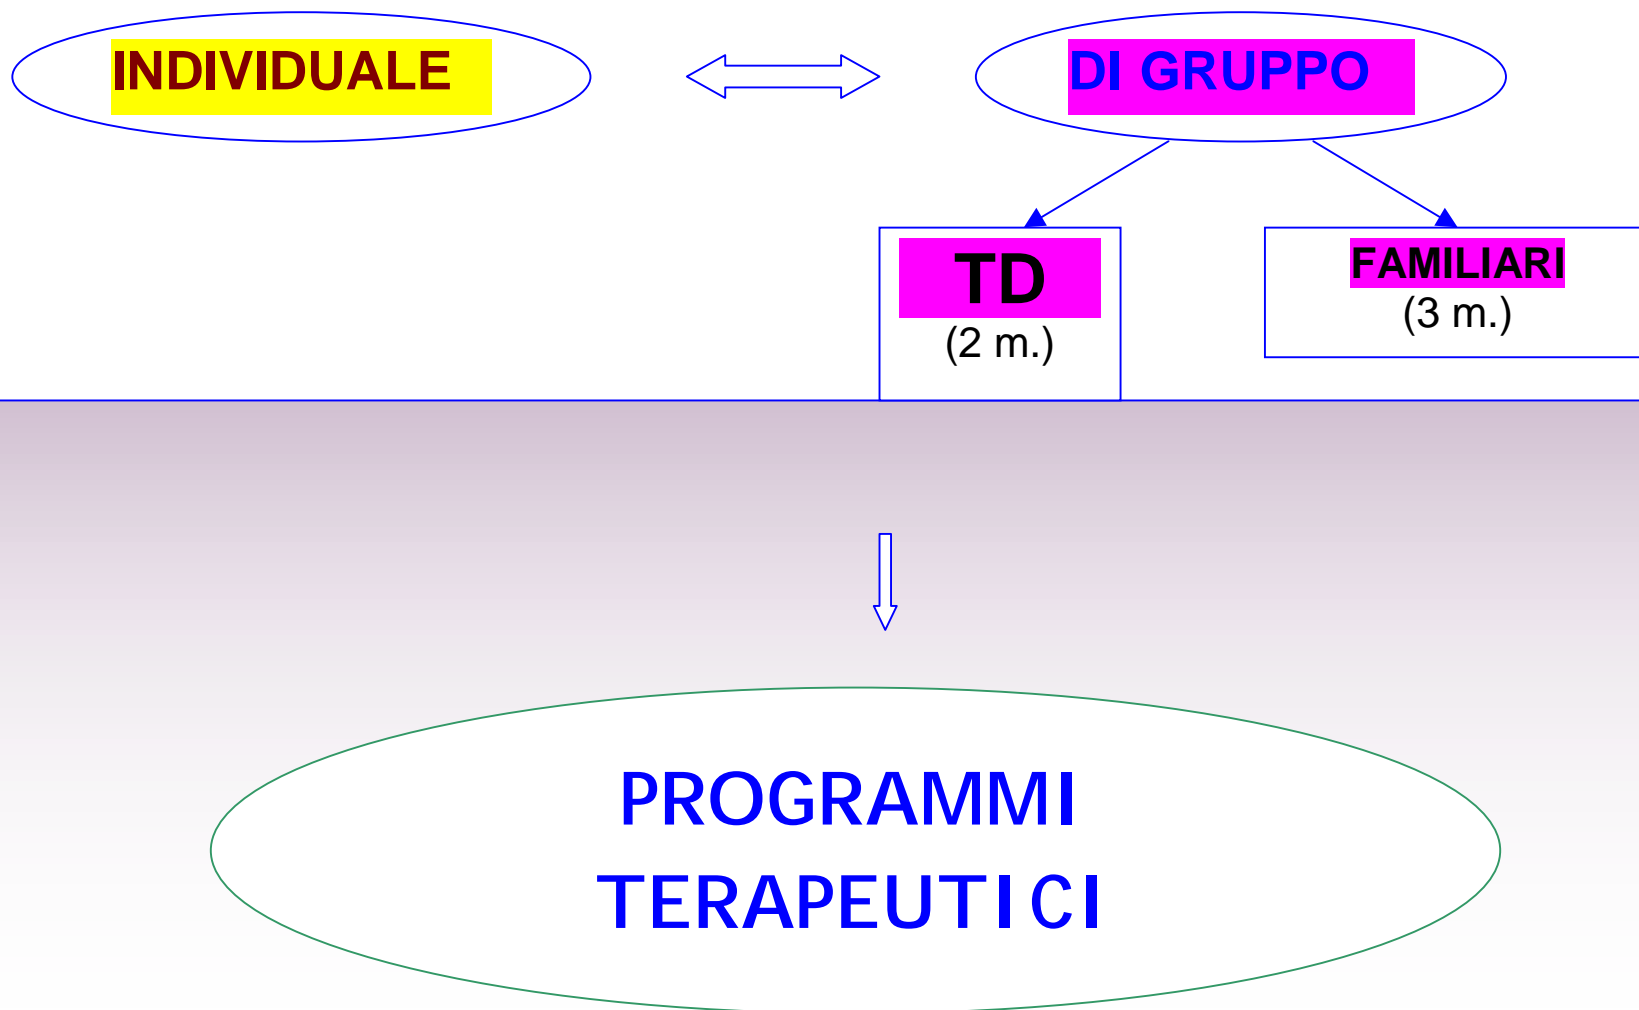 INDIVIDUALE
DI GRUPPO
TD
(2 m.)
FAMILIARI
(3 m.)
PROGRAMMI
TERAPEUTICI